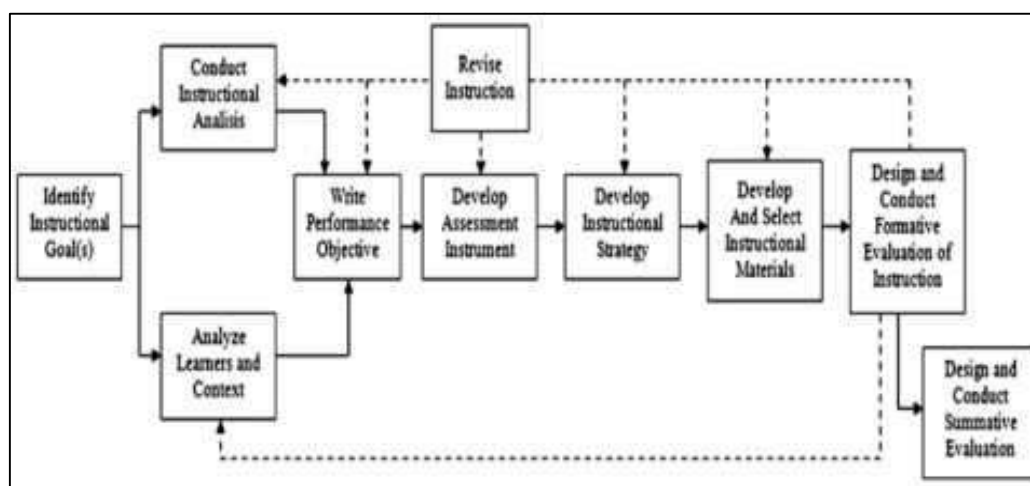 Conduct
Instructional
Analisis
Revise
Instruction
Identify
Instructional
Goal(s)
Write
Performance
Objective
Develop
Assessment
Instrument
Develop
Instructional
Strategy
Develop
And Select
Instructional
Materials
Design and
Conduct
Formative
Evaluation of
Instruction
Analyze
Learners and
Context
Design and
Conduct
Summative
Evaluation